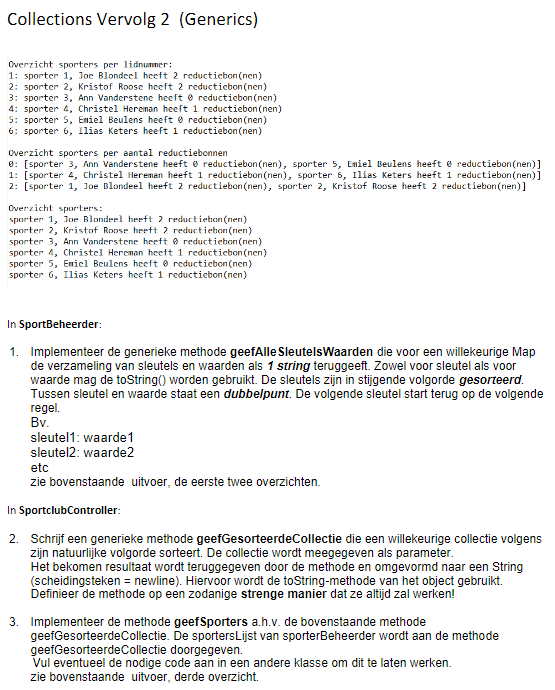 Collections Vervolg 2 (Generics)
Overzicht sporters per lidnummer:
1: sporter 1, Joe Blondeel heeft 2 reductiebon(nen)
2: sporter 2, Kristof Roose heeft 2 reductiebon(nen)
3: sporter 3, Ann Vanderstene heeft 0 reductiebon(nen)
4: sporter 4, Christel Hereman heeft 1 reductiebon(nen)
5: sporter 5, Emiel Beulens heeft 0 reductiebon(nen)
6: sporter 6, Ilias Keters heeft 1 reductiebon(nen)
Overzicht sporters per aantal reductiebonnen
0: [sporter 3, Ann Vanderstene heeft 0 reductiebon(nen), sporter 5, Emiel Beulens heeft 0 reductiebon(nen)]
1: [sporter 4, Christel Hereman heeft 1 reductiebon(nen), sporter 6, Ilias Keters heeft 1 reductiebon(nen)]
2: [sporter 1, Joe Blondeel heeft 2 reductiebon(nen), sporter 2, Kristof Roose heeft 2 reductiebon(nen)]
Overzicht sporters:
sporter 1, Joe Blondeel heeft 2 reductiebon(nen)
sporter 2, Kristof Roose heeft 2 reductiebon(nen)
sporter 3, Ann Vanderstene heeft 0 reductiebon(nen)
sporter 4, Christel Hereman heeft 1 reductiebon(nen)
sporter 5, Emiel Beulens heeft 0 reductiebon(nen)
sporter 6, Ilias Keters heeft 1 reductiebon(nen)
In SportBeheerder:
1. Implementeer de generieke methode geefAlleSleutelsWaarden die voor een willekeurige Map
de verzameling van sleutels en waarden als 1 string teruggeeft. Zowel voor sleutel als voor
waarde mag de toString() worden gebruikt. De sleutels zijn in stijgende volgorde gesorteerd.
Tussen sleutel en waarde staat een dubbelpunt. De volgende sleutel start terug op de volgende
regel.
Bv.
sleutel1: waarde1
sleutel2: waarde2
etc
zie bovenstaande uitvoer, de eerste twee overzichten.
In SportclubController:
2. Schrijf een generieke methode geefGesorteerdeCollectie die een willekeurige collectie volgens
zijn natuurlijke volgorde sorteert. De collectie wordt meegegeven als parameter.
Het bekomen resultaat wordt teruggegeven door de methode en omgevormd naar een String
(scheidingsteken = newline). Hiervoor wordt de toString-methode van het object gebruikt.
Definieer de methode op een zodanige strenge manier dat ze altijd zal werken!
3. Implementeer de methode geefSporters a.h.v. de bovenstaande methode
geefGesorteerdeCollectie. De sportersLijst van sporterBeheerder wordt aan de methode
geefGesorteerdeCollectie doorgegeven.
Vul eventueel de nodige code aan in een andere klasse om dit te laten werken.
zie bovenstaande uitvoer, derde overzicht.